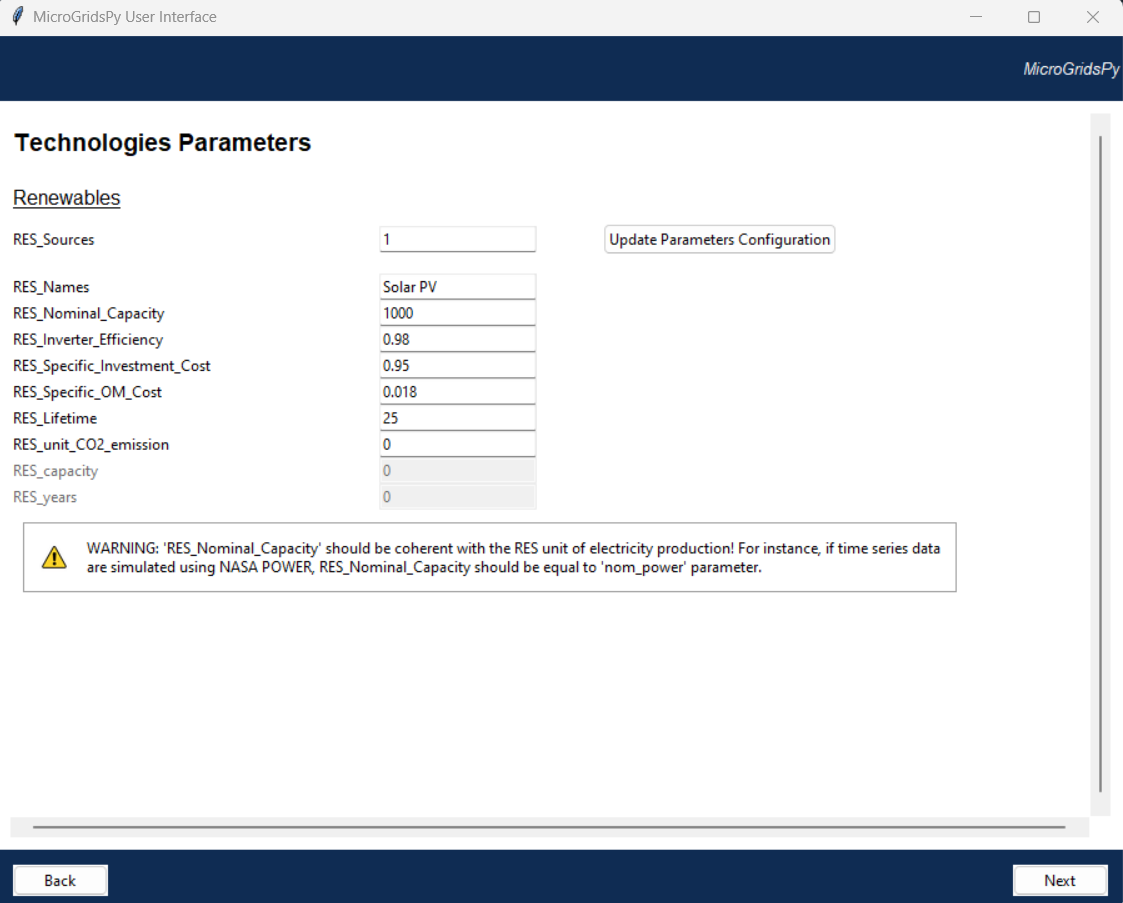 MicroGridsPy User Interface
MicroGridsPy
Technologies Parameters
Renewables
RES_Sources 1 Update Parameters Configuration
RES_Names Solar PV
RES_Nominal_Capacity 1000
RES_Inverter_Efficiency 0.98
RES_Specific_Investment_Cost 0.95
RES_Specific_OM_Cost 0.018
RES_Lifetime 25
RES_unit_CO2_emission 0
RES_capacity 0
RES_years 0
WARNING: 'RES_Nominal_Capacity' should be coherent with the RES unit of electricity production! For instance, if time series data
are simulated using NASA POWER, RES_Nominal_Capacity should be equal to 'nom_power' parameter.
Back Next